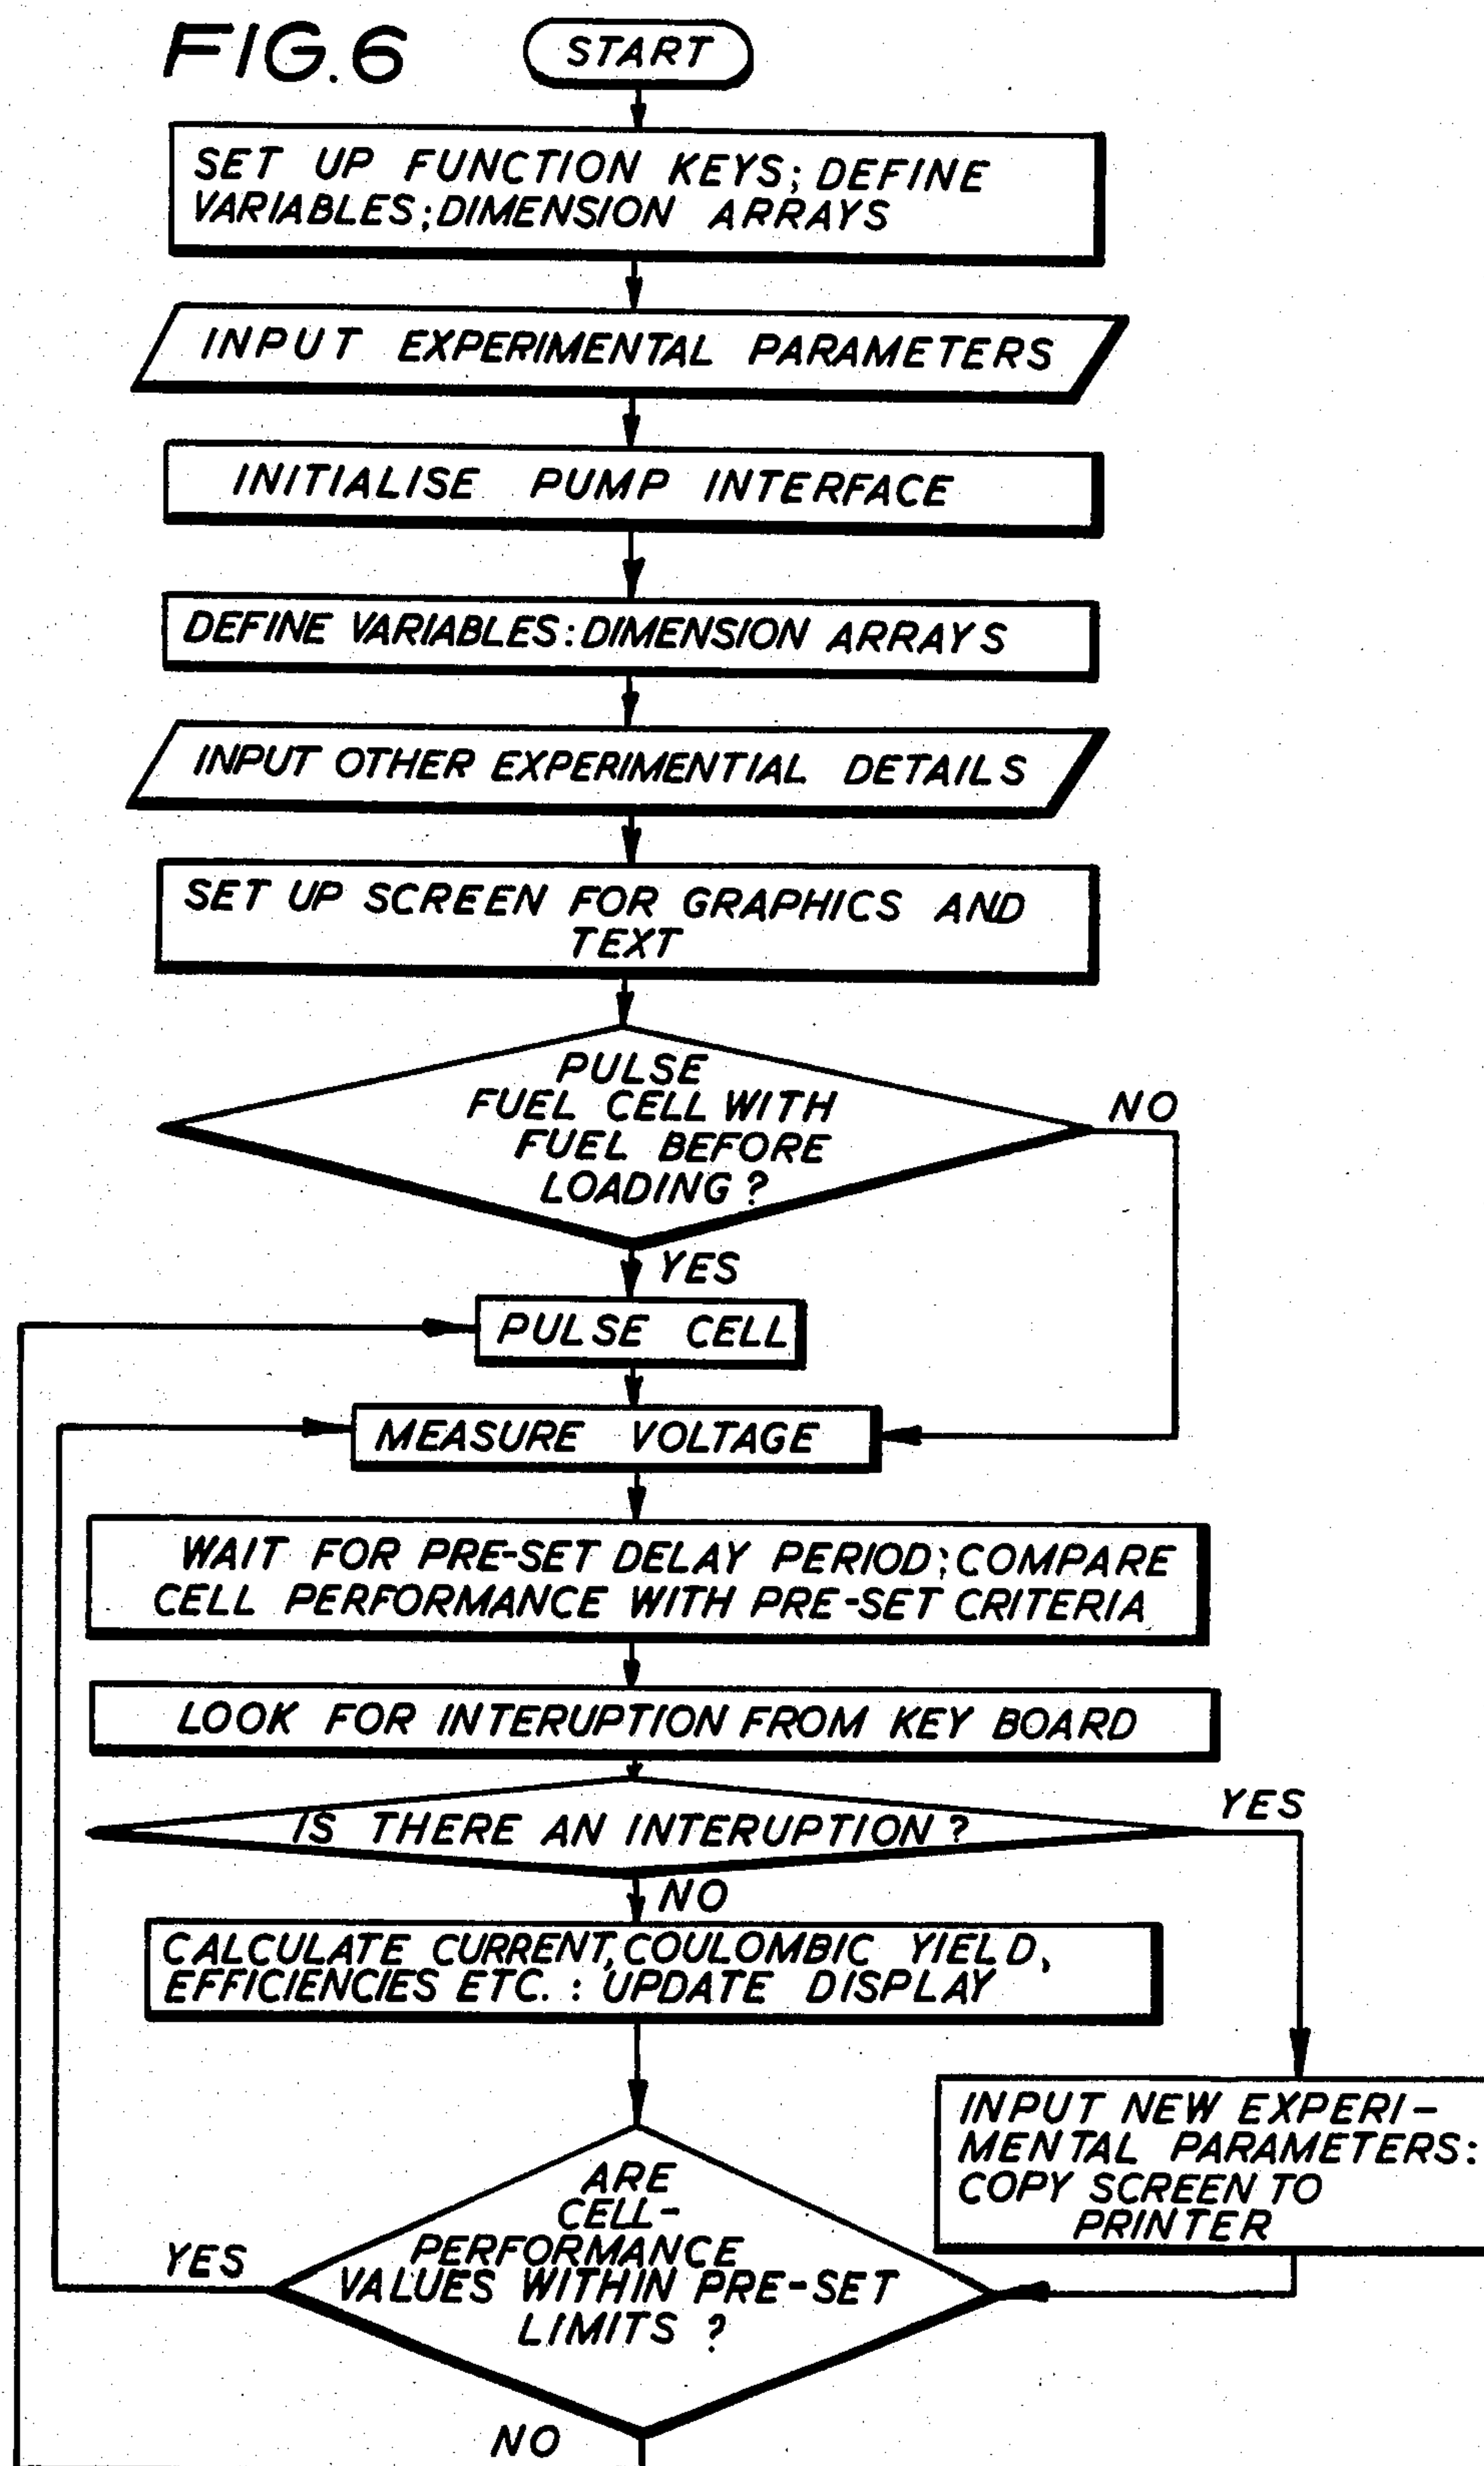 FIG.6
START
SET UP FUNCTION KEYS; DEFINE
VARIABLES; DIMENSION ARRAYS
INPUT EXPERIMENTAL PARAMETERS
INITIALISE PUMP INTERFACE
DEFINE VARIABLES: DIMENSION ARRAYS
INPUT OTHER EXPERIMENTIAL DETAILS
SET UP SCREEN FOR GRAPHICS AND
TEXT
PULSE
FUEL CELL WITH
FUEL BEFORE
LOADING?
NO
YES
PULSE CELL
MEASURE VOLTAGE
WAIT FOR PRE-SET DELAY PERIOD; COMPARE
CELL PERFORMANCE WITH PRE-SET CRITERIA
LOOK FOR INTERUPTION FROM KEY BOARD
IS THERE AN INTERUPTION?
YES
NO
CALCULATE CURRENT, COULOMBIC YIELD,
EFFICIENCIES ETC. : UPDATE DISPLAY
INPUT NEW EXPERI-
MENTAL PARAMETERS:
COPY SCREEN TO
PRINTER
ARE
CELL-
PERFORMANCE
VALUES WITHIN PRE-SET
LIMITS ?
YES
NO